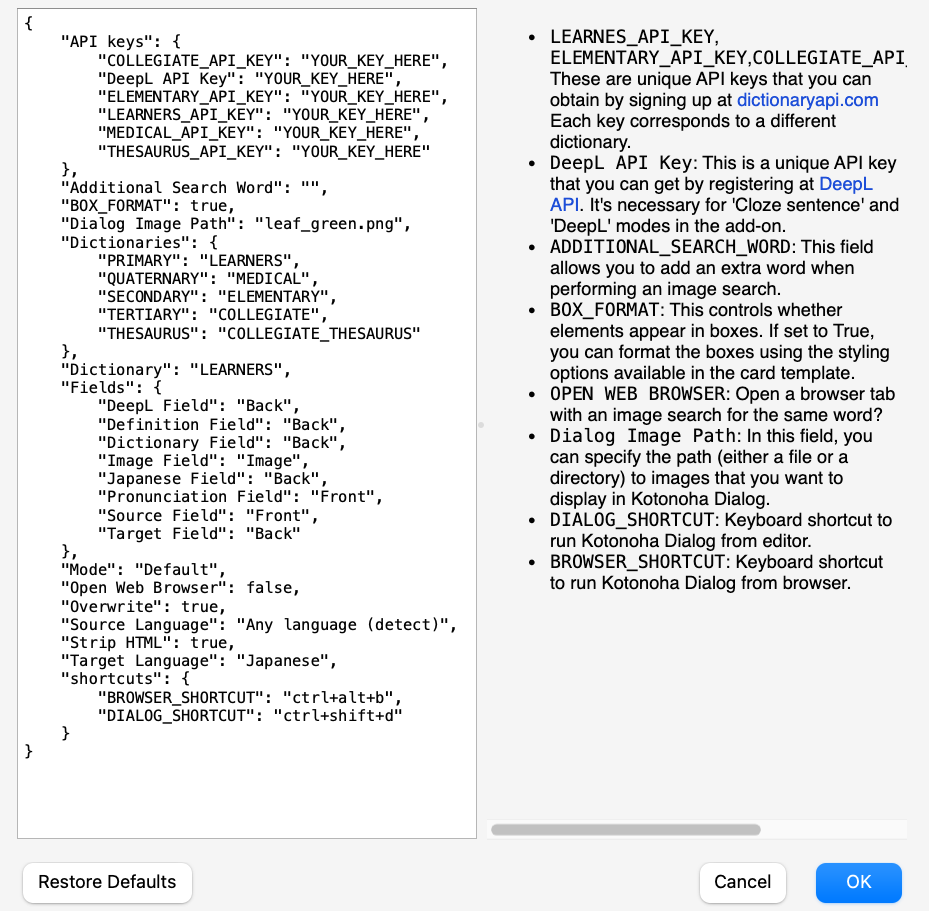 {
    "API keys": {
        "COLLEGIATE_API_KEY": "YOUR_KEY_HERE",
        "DeepL API Key": "YOUR_KEY_HERE",
        "ELEMENTARY_API_KEY": "YOUR_KEY_HERE",
        "LEARNERS_API_KEY": "YOUR_KEY_HERE",
        "MEDICAL_API_KEY": "YOUR_KEY_HERE",
        "THESAURUS_API_KEY": "YOUR_KEY_HERE"
    },
    "Additional Search Word": "",
    "BOX_FORMAT": true,
    "Dialog Image Path": "leaf_green.png",
    "Dictionaries": {
        "PRIMARY": "LEARNERS",
        "QUATERNARY": "MEDICAL",
        "SECONDARY": "ELEMENTARY",
        "TERTIARY": "COLLEGIATE",
        "THESAURUS": "COLLEGIATE_THESAURUS"
    },
    "Dictionary": "LEARNERS",
    "Fields": {
        "DeepL Field": "Back",
        "Definition Field": "Back",
        "Dictionary Field": "Back",
        "Image Field": "Image",
        "Japanese Field": "Back",
        "Pronunciation Field": "Front",
        "Source Field": "Front",
        "Target Field": "Back"
    },
    "Mode": "Default",
    "Open Web Browser": false,
    "Overwrite": true,
    "Source Language": "Any language (detect)",
    "Strip HTML": true,
    "Target Language": "Japanese",
    "shortcuts": {
        "BROWSER_SHORTCUT": "ctrl+alt+b",
        "DIALOG_SHORTCUT": "ctrl+shift+d"
    }
}
• LEARNES_API_KEY,
ELEMENTARY_API_KEY,COLLEGIATE_API_
These are unique API keys that you can
obtain by signing up at dictionaryapi.com
Each key corresponds to a different
dictionary.
• DeepL API Key: This is a unique API key
that you can get by registering at DeepL
API. It's necessary for 'Cloze sentence' and
'DeepL' modes in the add-on.
• ADDITIONAL_SEARCH_WORD: This field
allows you to add an extra word when
performing an image search.
• BOX_FORMAT: This controls whether
elements appear in boxes. If set to True,
you can format the boxes using the styling
options available in the card template.
• OPEN WEB BROWSER: Open a browser tab
with an image search for the same word?
• Dialog Image Path: In this field, you
can specify the path (either a file or a
directory) to images that you want to
display in Kotonoha Dialog.
• DIALOG_SHORTCUT: Keyboard shortcut to
run Kotonoha Dialog from editor.
• BROWSER_SHORTCUT: Keyboard shortcut
to run Kotonoha Dialog from browser.
Restore Defaults
Cancel
OK